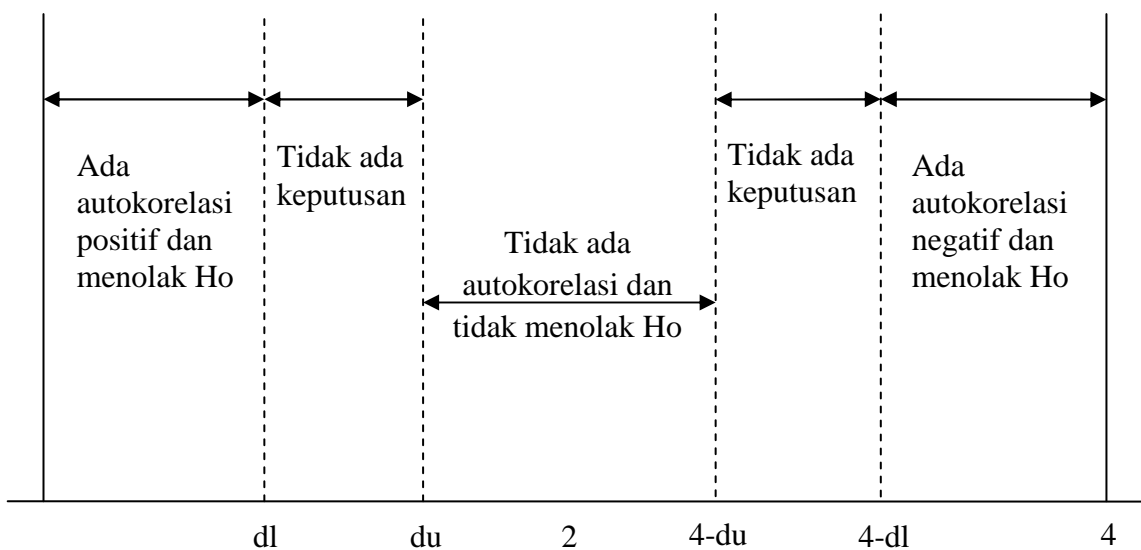 Ada
autokorelasi
positif dan
menolak Ho
Tidak ada
keputusan
Tidak ada
autokorelasi dan
tidak menolak Ho
Tidak ada
keputusan
Ada
autokorelasi
negatif dan
menolak Ho
dl du 2 4-du 4-dl 4